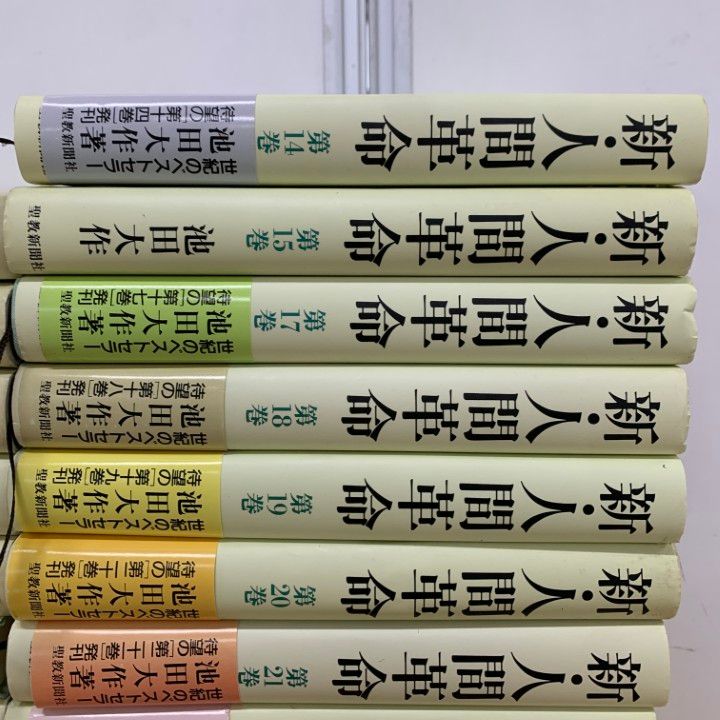 新・人間革命 第14巻
世紀のベストセラー
池田大作著
待望の「第十四巻」発刊
聖教新聞社
新・人間革命 第15巻 池田大作 聖教新聞社
新・人間革命 第17巻
世紀のベストセラー
池田大作著
待望の「第十七巻」発刊
聖教新聞社
新・人間革命 第18巻
世紀のベストセラー
池田大作著
待望の「第十八巻」発刊
聖教新聞社
新・人間革命 第19巻
世紀のベストセラー
池田大作著
待望の「第十九巻」発刊
聖教新聞社
新・人間革命 第20巻
世紀のベストセラー
池田大作著
待望の「第二十巻」発刊
聖教新聞社
新・人間革命 第21巻
世紀のベストセラー
池田大作著
待望の「第二十一巻」発刊
聖教新聞社